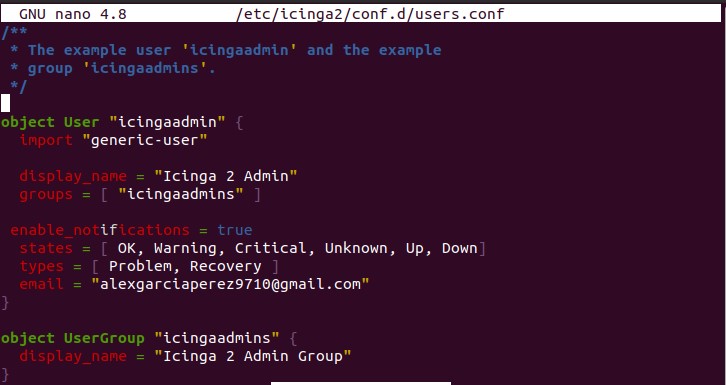 GNU nano 4.8 /etc/icinga2/conf.d/users.conf
/**
 * The example user 'icingaadmin' and the example
 * group 'icingaadmins'.
 */
object User "icingaadmin" {
  import "generic-user"
  display_name = "Icinga 2 Admin"
  groups = [ "icingaadmins" ]
 enable_notifications = true
  states = [ OK, Warning, Critical, Unknown, Up, Down]
  types = [ Problem, Recovery ]
  email = "alexgarciaperez9710@gmail.com"
}
object UserGroup "icingaadmins" {
  display_name = "Icinga 2 Admin Group"
}